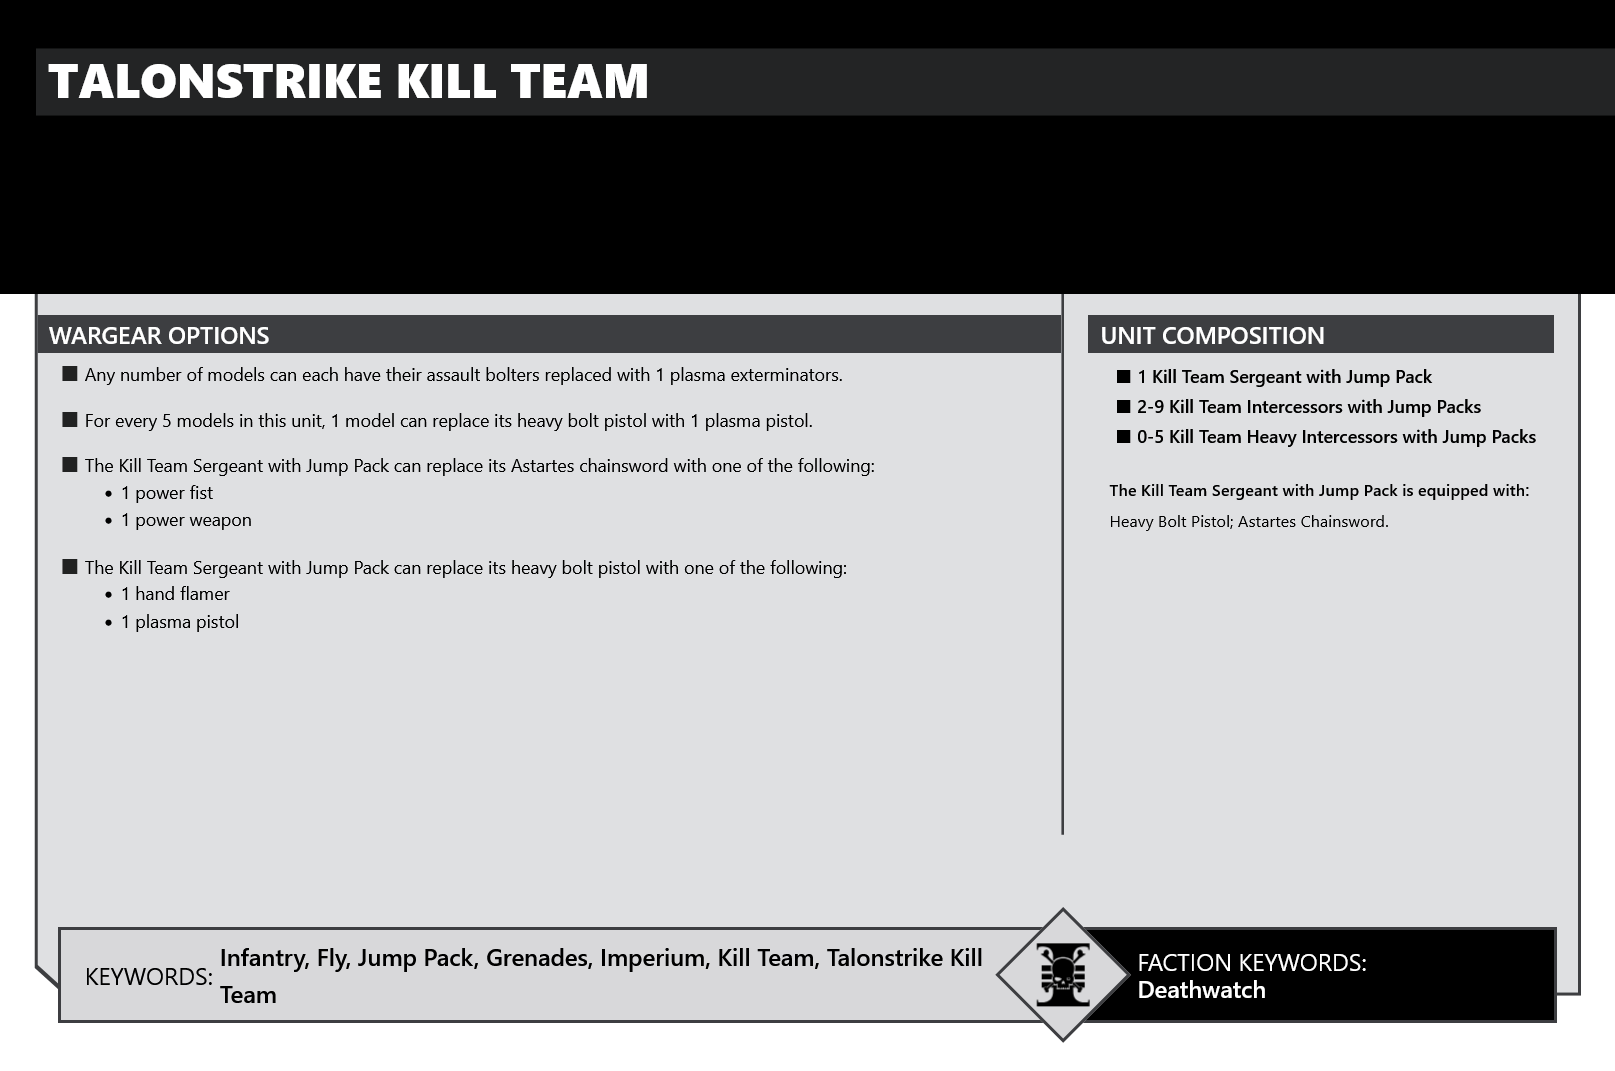 TALONSTRIKE KILL TEAM
WARGEAR OPTIONS
■ Any number of models can each have their assault bolters replaced with 1 plasma exterminators.
■ For every 5 models in this unit, 1 model can replace its heavy bolt pistol with 1 plasma pistol.
■ The Kill Team Sergeant with Jump Pack can replace its Astartes chainsword with one of the following:
• 1 power fist
• 1 power weapon
■ The Kill Team Sergeant with Jump Pack can replace its heavy bolt pistol with one of the following:
• 1 hand flamer
• 1 plasma pistol
UNIT COMPOSITION
■ 1 Kill Team Sergeant with Jump Pack
■ 2-9 Kill Team Intercessors with Jump Packs
■ 0-5 Kill Team Heavy Intercessors with Jump Packs
The Kill Team Sergeant with Jump Pack is equipped with:
Heavy Bolt Pistol; Astartes Chainsword.
KEYWORDS: Infantry, Fly, Jump Pack, Grenades, Imperium, Kill Team, Talonstrike Kill
Team
FACTION KEYWORDS:
Deathwatch